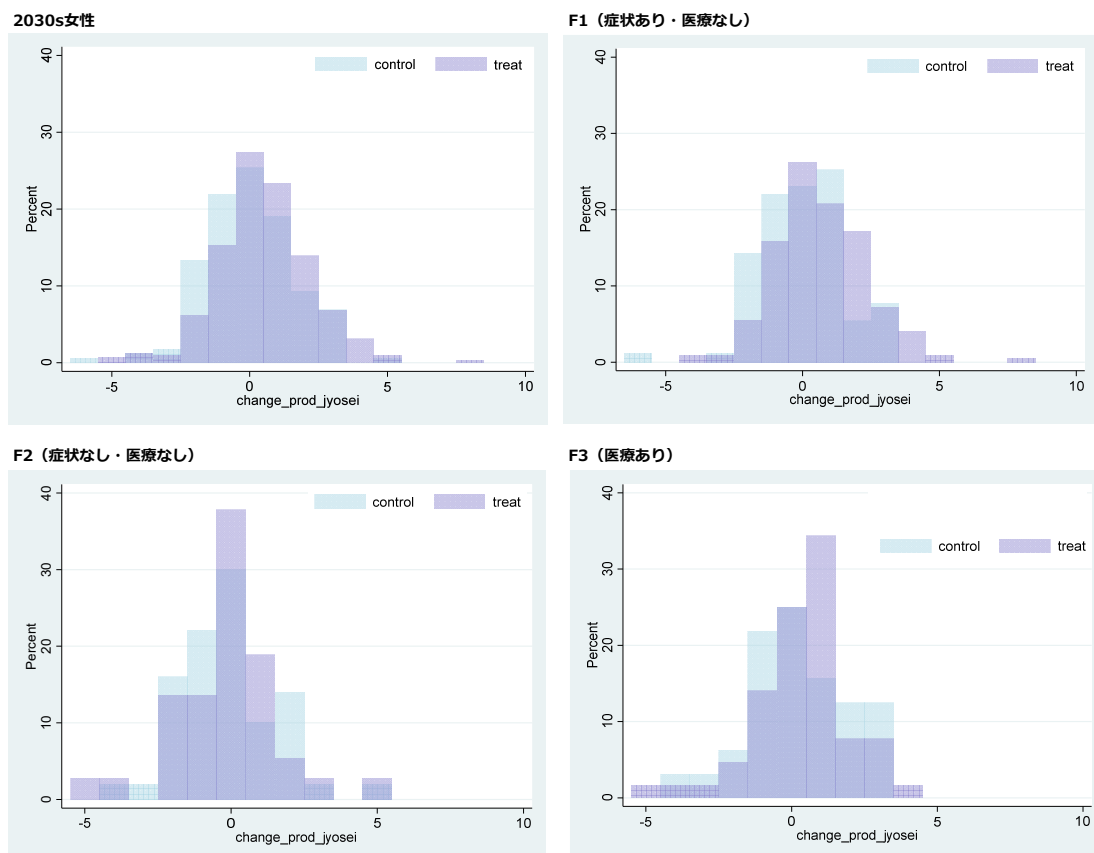 2030s女性
40
30
20
10
0
Percent
control treat
-5 0 5 10
change_prod_jyosei
F1（症状あり・医療なし）
40
30
20
10
0
Percent
control treat
-5 0 5 10
change_prod_jyosei
F2（症状なし・医療なし）
40
30
20
10
0
Percent
control treat
-5 0 5 10
change_prod_jyosei
F3（医療あり）
40
30
20
10
0
Percent
control treat
-5 0 5 10
change_prod_jyosei